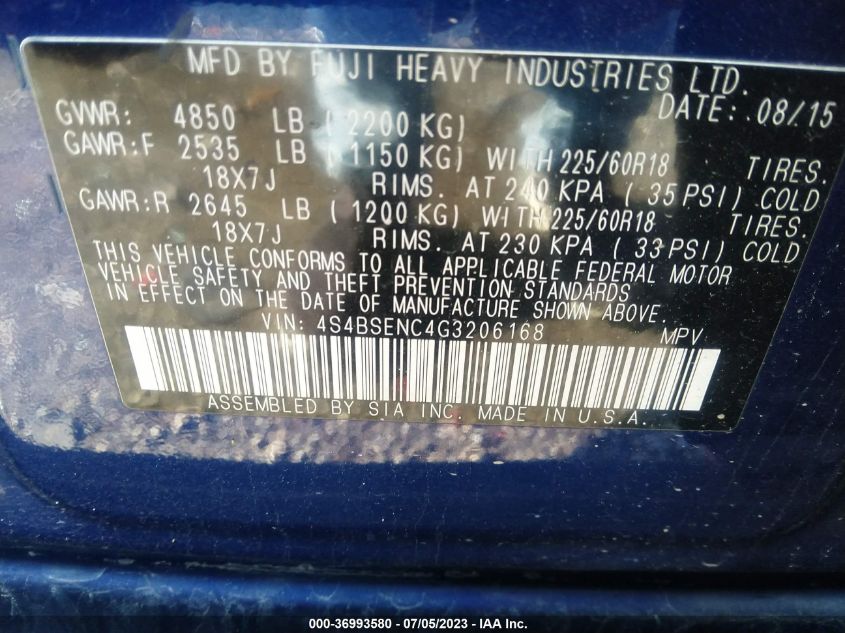 MFD BY FUJI HEAVY INDUSTRIES LTD.
DATE: 08/15
GVWR: 4850 LB ( 2200 KG)
GAWR:F 2535 LB ( 1150 KG) WITH 225/60R18 TIRES.
18X7J RIMS. AT 240 KPA ( 35 PSI) COLD
GAWR:R 2645 LB ( 1200 KG) WITH 225/60R18 TIRES.
18X7J RIMS. AT 230 KPA ( 33 PSI) COLD
THIS VEHICLE CONFORMS TO ALL APPLICABLE FEDERAL MOTOR
VEHICLE SAFETY AND THEFT PREVENTION STANDARDS
IN EFFECT ON THE DATE OF MANUFACTURE SHOWN ABOVE.
VIN: 4S4BSENC4G3206168 MPV
ASSEMBLED BY SIA INC. MADE IN U.S.A.
000-36993580 - 07/05/2023 - IAA Inc.